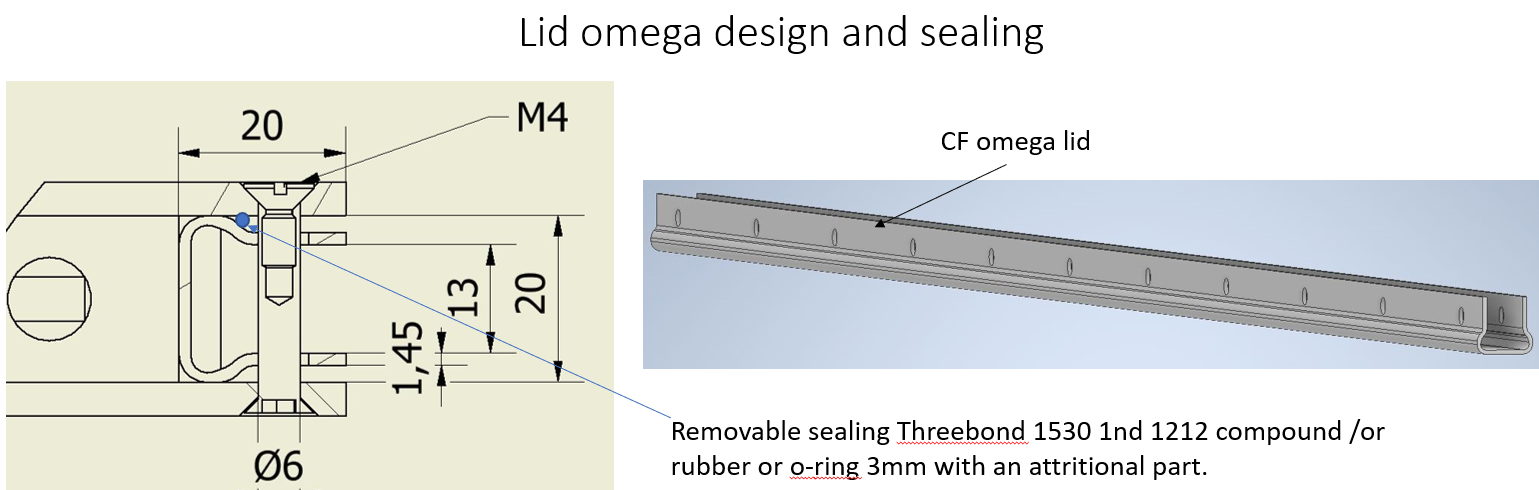 Lid omega design and sealing
20
M4
CF omega lid
13
20
1,45
Removable sealing Threebond 1530 1nd 1212 compound /or
rubber or o-ring 3mm with an attritional part.
Ø6